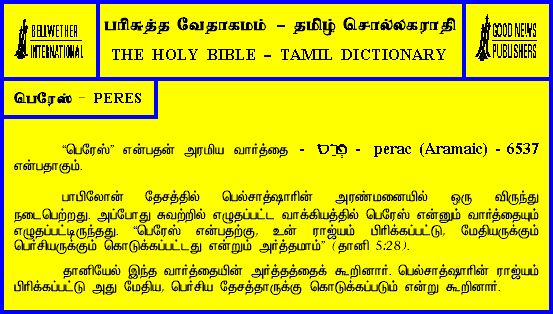 BELLWETHER
INTERNATIONAL
பரிசுத்த வேதாகமம் – தமிழ் சொல்லகராதி
THE HOLY BIBLE – TAMIL DICTIONARY
GOOD NEWS
PUBLISHERS
பெரேஸ் – PERES
“பெரேஸ்” என்பதன் அரமிய வார்த்தை - - perac (Aramaic) - 6537
என்பதாகும்.
பாபிலோன் தேசத்தில் பெல்சாத்ஷாரின் அரண்மனையில் ஒரு விருந்து
நடைபெற்றது. அப்போது சுவற்றில் எழுதப்பட்ட வாக்கியத்தில் பெரேஸ் என்னும் வார்த்தையும்
எழுதப்பட்டிருந்தது. “பெரேஸ் என்பதற்கு, உன் ராஜ்யம் பிரிக்கப்பட்டு, மேதியருக்கும்
பெர்சியருக்கும் கொடுக்கப்பட்டது என்றும் அர்த்தமாம்” (தானி 5:28).
தானியேல் இந்த வார்த்தையின் அர்த்தத்தைக் கூறினார். பெல்சாத்ஷாரின் ராஜ்யம்
பிரிக்கப்பட்டு அது மேதிய, பெர்சிய தேசத்தாருக்கு கொடுக்கப்படும் என்று கூறினார்.